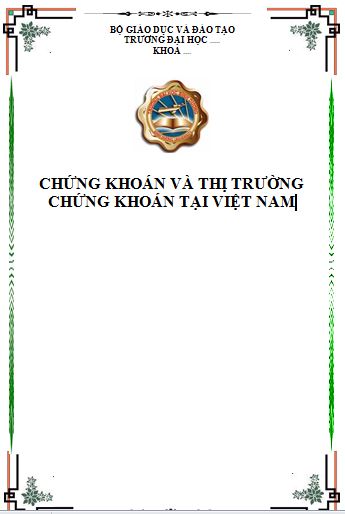 BỘ GIÁO DỤC VÀ ĐÀO TẠO
TRƯỜNG ĐẠI HỌC .....
KHOÁ ....
CHỨNG KHOÁN VÀ THỊ TRƯỜNG
CHỨNG KHOÁN TẠI VIỆT NAM